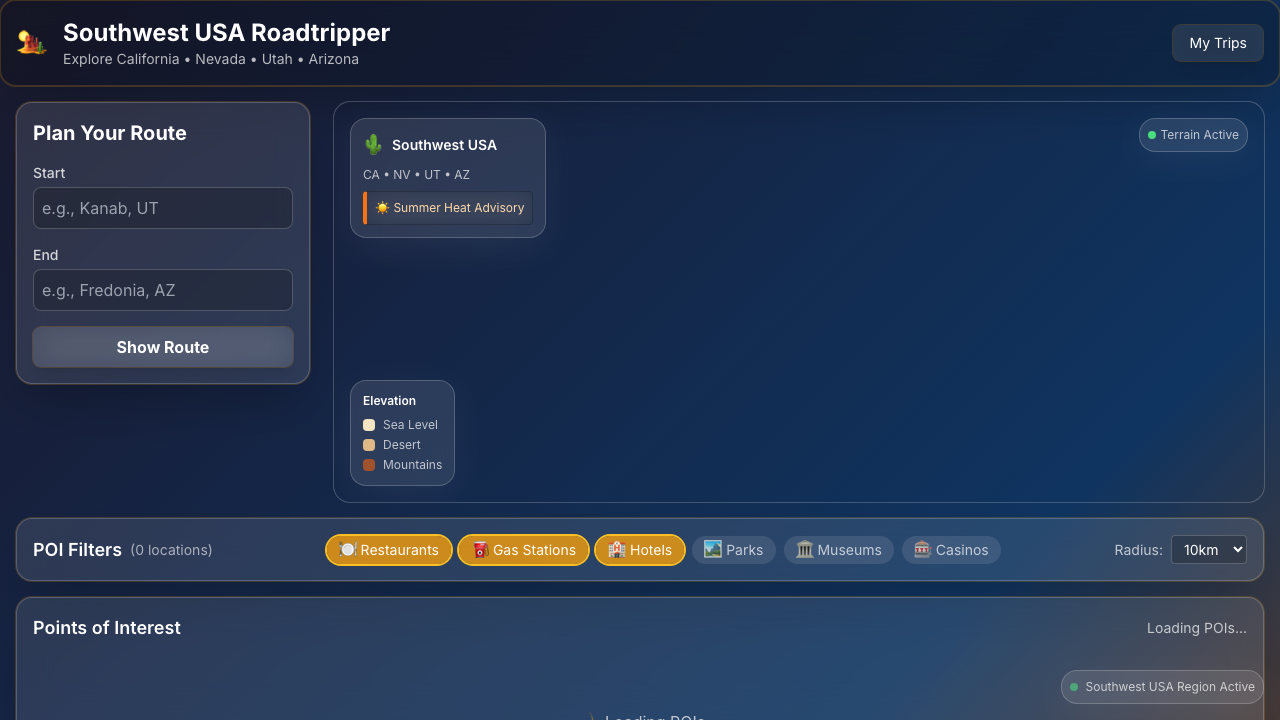 Southwest USA Roadtripper
Explore California • Nevada • Utah • Arizona
My Trips
Plan Your Route
Start
e.g., Kanab, UT
End
e.g., Fredonia, AZ
Show Route
Southwest USA
CA • NV • UT • AZ
Summer Heat Advisory
Terrain Active
Elevation
Sea Level
Desert
Mountains
POI Filters (0 locations)
Restaurants
Gas Stations
Hotels
Parks
Museums
Casinos
Radius: 10km
Points of Interest
Loading POIs...
Southwest USA Region Active
Loading POIs